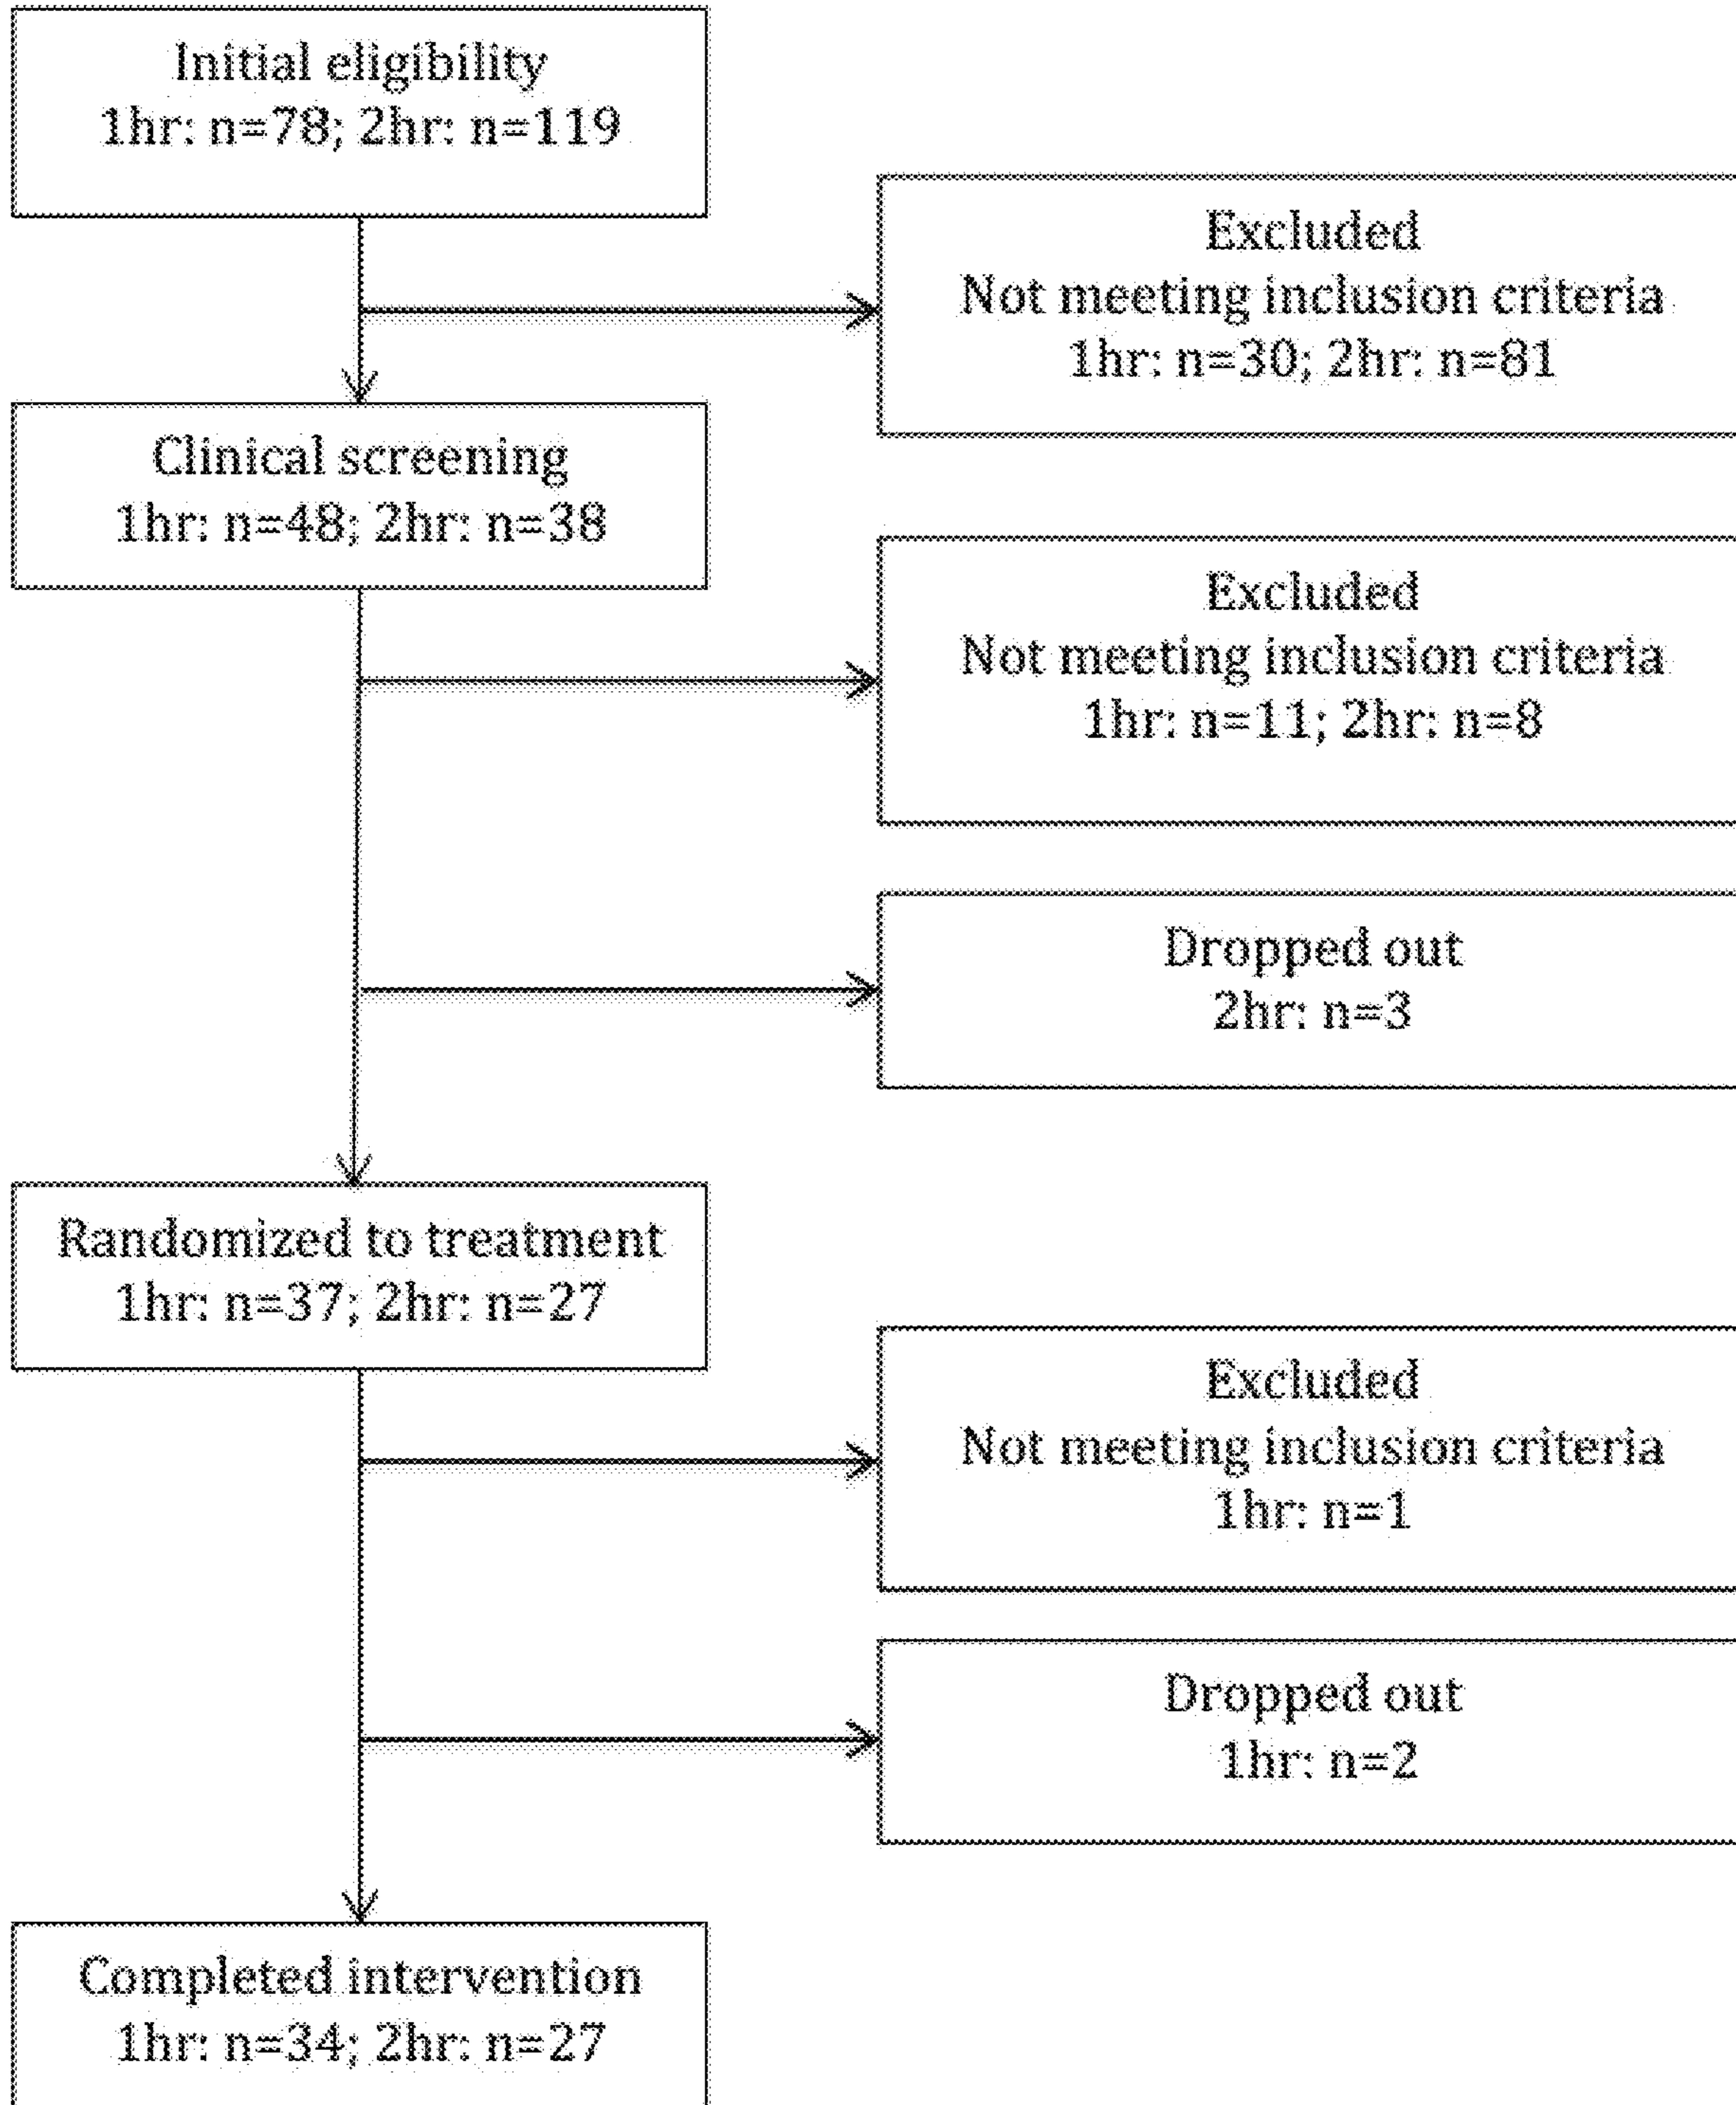 Initial eligibility
1hr: n=78; 2hr: n=119
Excluded
Not meeting inclusion criteria
1hr: n=30; 2hr: n=81
Clinical screening
1hr: n=48; 2hr: n=38
Excluded
Not meeting inclusion criteria
1hr: n=11; 2hr: n=8
Dropped out
2hr: n=3
Randomized to treatment
1hr: n=37; 2hr: n=27
Excluded
Not meeting inclusion criteria
1hr: n=1
Dropped out
1hr: n=2
Completed intervention
1hr: n=34; 2hr: n=27